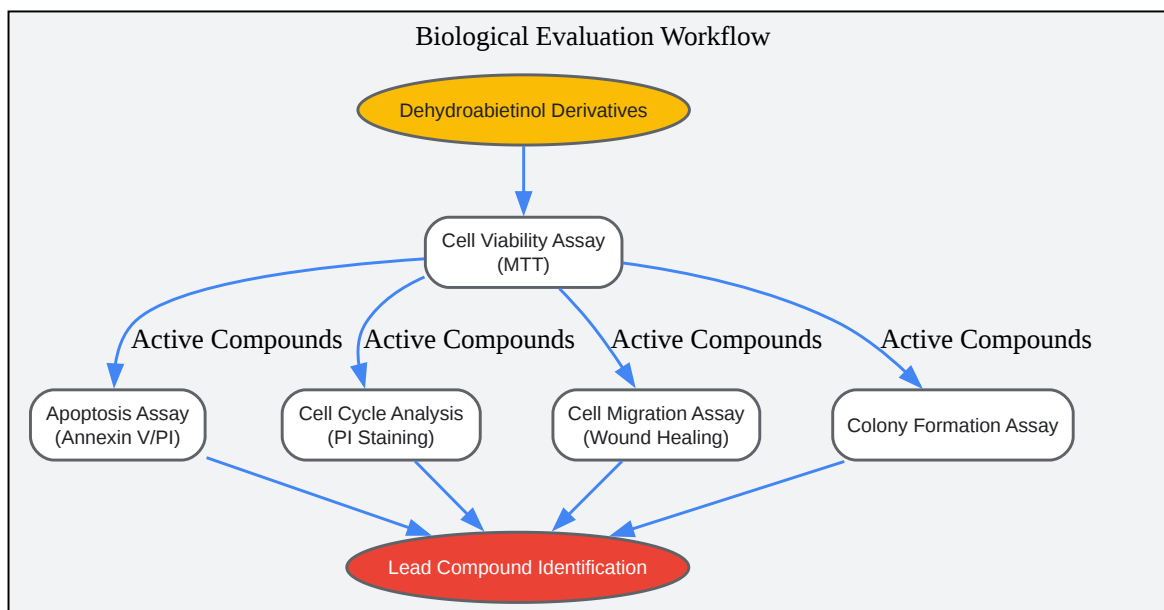 Biological Evaluation Workflow
Dehydroabietinol Derivatives
Cell Viability Assay
(MTT)
Active Compounds
Active Compounds
Active Compounds
Active Compounds
Apoptosis Assay
(Annexin V/PI)
Cell Cycle Analysis
(PI Staining)
Cell Migration Assay
(Wound Healing)
Colony Formation Assay
Lead Compound Identification